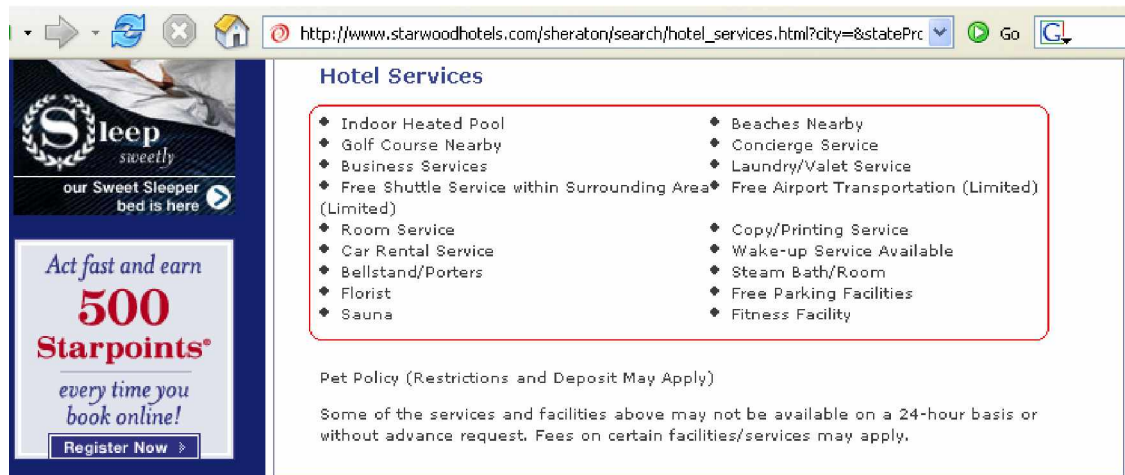 http://www.starwoodhotels.com/sheraton/search/hotel_services.html?city=&statePrc
Go
G
Sleep
sweetly
our Sweet Sleeper
bed is here
Act fast and earn
500
Starpoints®
every time you
book online!
Register Now
Hotel Services
Indoor Heated Pool
Beaches Nearby
Golf Course Nearby
Concierge Service
Business Services
Laundry/Valet Service
Free Shuttle Service within Surrounding Area
(Limited)
Free Airport Transportation (Limited)
Room Service
Copy/Printing Service
Car Rental Service
Wake-up Service Available
Bellstand/Porters
Steam Bath/Room
Florist
Free Parking Facilities
Sauna
Fitness Facility
Pet Policy (Restrictions and Deposit May Apply)
Some of the services and facilities above may not be available on a 24-hour basis or
without advance request. Fees on certain facilities/services may apply.